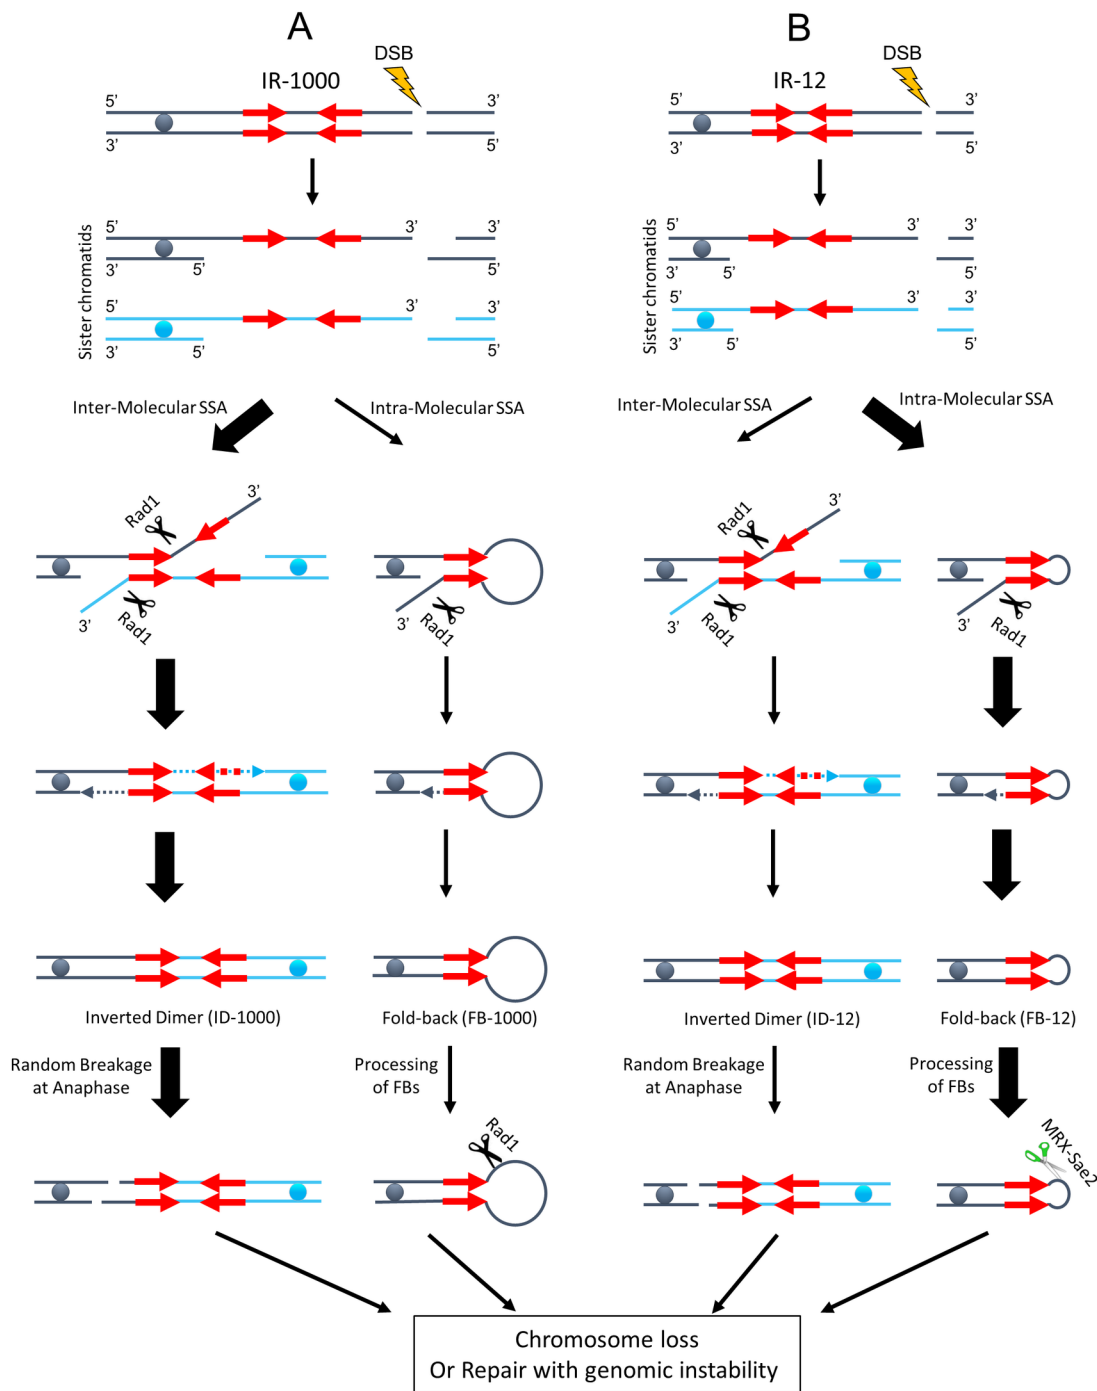 A
B
DSB
DSB
IR-1000
IR-12
5’
3’
5’
3’
3’
5’
3’
5’
Sister chromatids
5’
3’
3’
3’
5’
5’
5’
3’
3’
3’
5’
5’
Sister chromatids
5’
3’
3’
3’
5’
5’
5’
3’
3’
3’
5’
5’
Inter-Molecular SSA
Intra-Molecular SSA
Inter-Molecular SSA
Intra-Molecular SSA
3’
Rad1
3’
Rad1
3’
Rad1
3’
Rad1
3’
Rad1
3’
Rad1
Inverted Dimer (ID-1000)
Fold-back (FB-1000)
Inverted Dimer (ID-12)
Fold-back (FB-12)
Random Breakage
at Anaphase
Processing
of FBs
Random Breakage
at Anaphase
Processing
of FBs
Rad1
MRX-Sae2
Chromosome loss
Or Repair with genomic instability